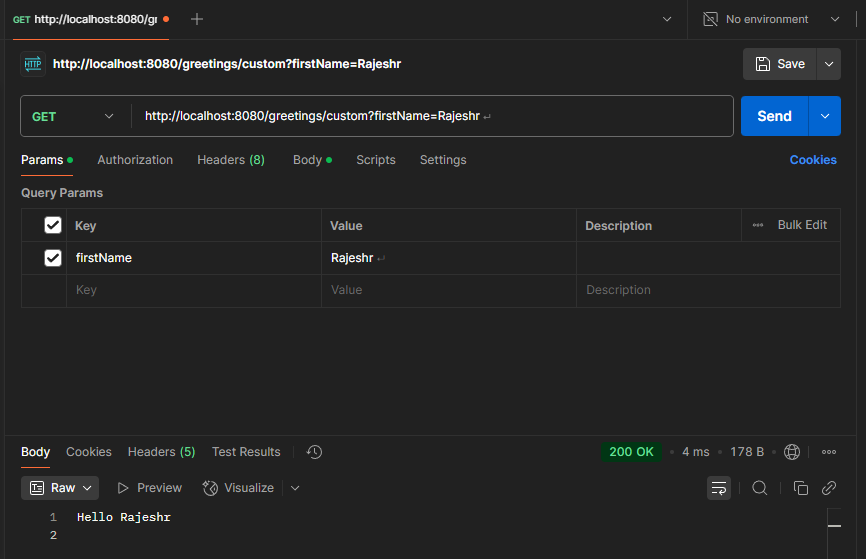 GET http://localhost:8080/gr
No environment
HTTP http://localhost:8080/greetings/custom?firstName=Rajeshr
Save
GET http://localhost:8080/greetings/custom?firstName=Rajeshr ↵
Send
Params Authorization Headers (8) Body Scripts Settings Cookies
Query Params
Key Value Description Bulk Edit
firstName Rajeshr ↵
Key Value Description
Body Cookies Headers (5) Test Results 200 OK 4 ms 178 B
Raw Preview Visualize
1 Hello Rajeshr
2